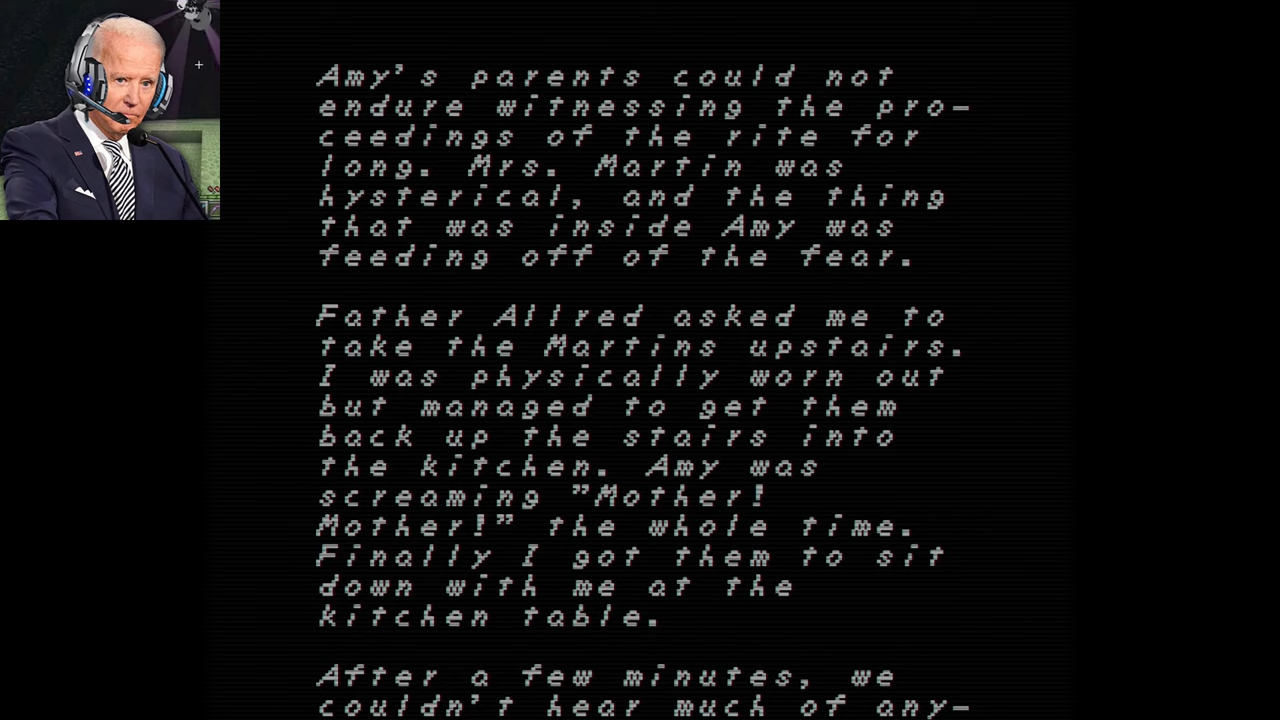 Amy's parents could not
endure witnessing the pro-
ceedings of the rite for
long. Mrs. Martin was
hysterical, and the thing
that was inside Amy was
feeding off of the fear.
Father Allred asked me to
take the Martins upstairs.
I was physically worn out
but managed to get them
back up the stairs into
the kitchen. Amy was
screaming "Mother!
Mother!" the whole time.
Finally I got them to sit
down with me at the
kitchen table.
After a few minutes, we
couldn't hear much of any-